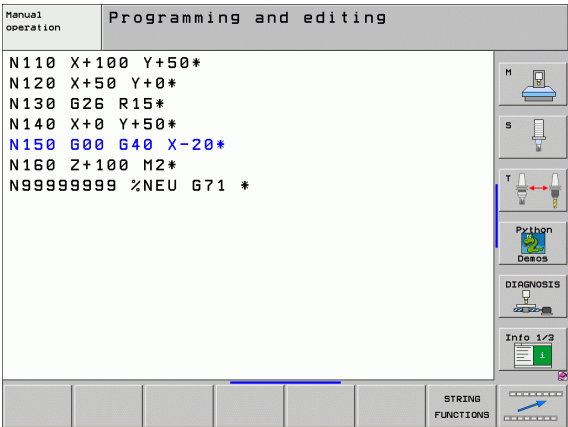 Manual
operation
Programming and editing
N110 X+100 Y+50*
N120 X+50 Y+0*
N130 G26 R15*
N140 X+0 Y+50*
N150 G00 G40 X-20*
N160 Z+100 M2*
N99999999 %NEU G71 *
M
S
T
Python
Demos
DIAGNOSIS
Info 1/3
i
STRING
FUNCTIONS